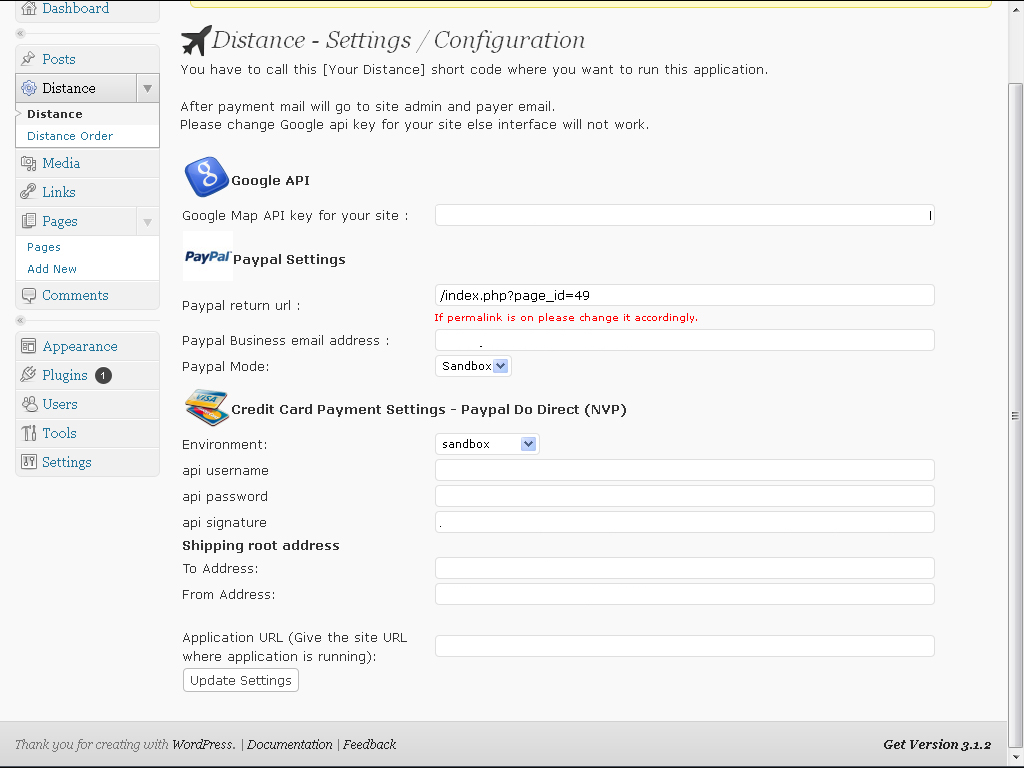 Dashboard
Posts
Distance
Distance
Distance Order
Media
Links
Pages
Pages
Add New
Comments
Appearance
Plugins 1
Users
Tools
Settings
Distance - Settings / Configuration
You have to call this [Your Distance] short code where you want to run this application.
After payment mail will go to site admin and payer email.
Please change Google api key for your site else interface will not work.
g Google API
Google Map API key for your site :
PayPal Paypal Settings
Paypal return url : /index.php?page_id=49
If permalink is on please change it accordingly.
Paypal Business email address :
Paypal Mode: Sandbox
VISA Credit Card Payment Settings - Paypal Do Direct (NVP)
Environment: sandbox
api username
api password
api signature .
Shipping root address
To Address:
From Address:
Application URL (Give the site URL
where application is running):
Update Settings
Thank you for creating with WordPress. | Documentation | Feedback
Get Version 3.1.2